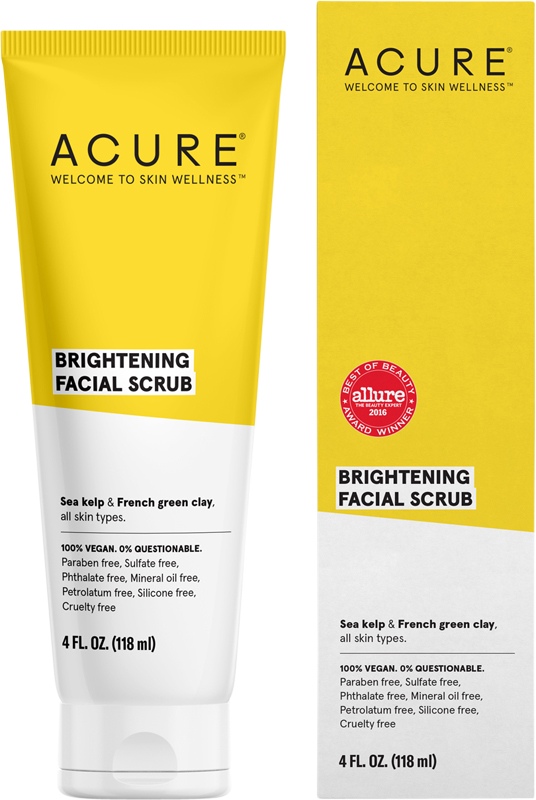 ACURE®
WELCOME TO SKIN WELLNESS™
BRIGHTENING
FACIAL SCRUB
Sea kelp & French green clay,
all skin types.
100% VEGAN. 0% QUESTIONABLE.
Paraben free, Sulfate free,
Phthalate free, Mineral oil free,
Petrolatum free, Silicone free,
Cruelty free
4 FL. OZ. (118 ml)
ACURE®
WELCOME TO SKIN WELLNESS™
BEST OF BEAUTY
allure
THE BEAUTY EXPERT
2016
AWARD WINNER
BRIGHTENING
FACIAL SCRUB
Sea kelp & French green clay,
all skin types.
100% VEGAN. 0% QUESTIONABLE.
Paraben free, Sulfate free,
Phthalate free, Mineral oil free,
Petrolatum free, Silicone free,
Cruelty free
4 FL. OZ. (118 ml)